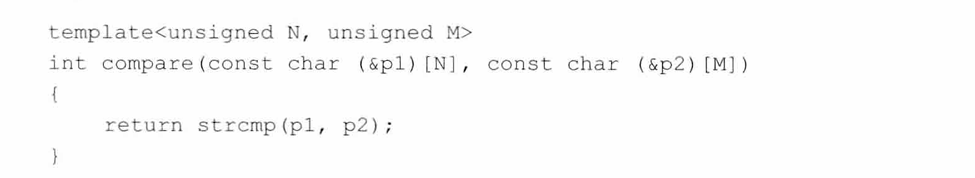 template<unsigned N, unsigned M>
int compare(const char (&p1)[N], const char (&p2)[M])
{
    return strcmp(p1, p2);
}